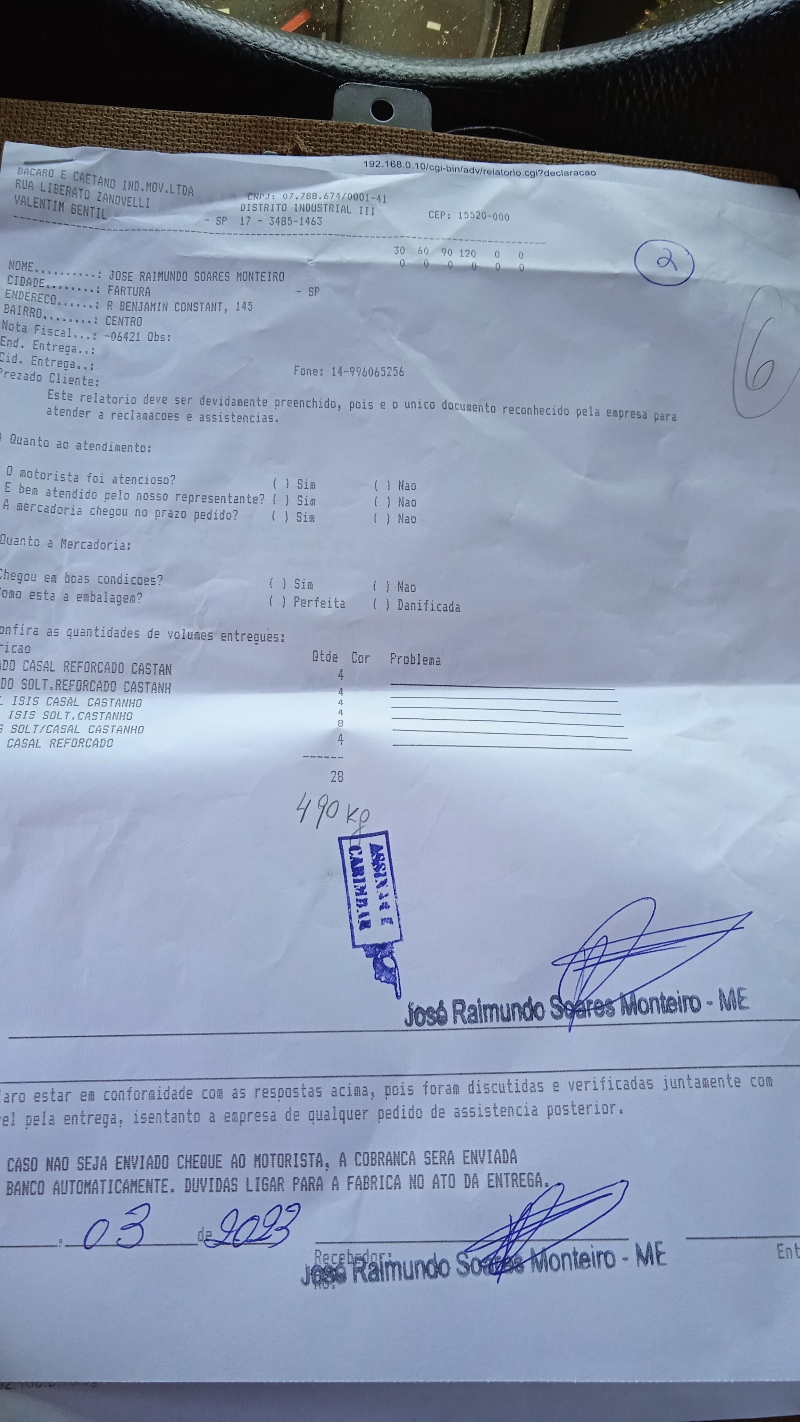 192.168.0.10/cgi-bin/adv/relatorio.cgi?declaracao
BACARO E CAETANO IND.MOV.LTDA CNPJ: 07.788.674/0001-41
RUA LIBERATO ZANOVELLI DISTRITO INDUSTRIAL III CEP: 15520-000
VALENTIM GENTIL - SP 17 - 3485-1463
30 60 90 120 0 0
0 0 0 0 0 0
2
6
NOME..........: JOSE RAIMUNDO SOARES MONTEIRO
CIDADE........: FARTURA - SP
ENDERECO......: R BENJAMIN CONSTANT, 145
BAIRRO........: CENTRO
Nota Fiscal...: -06421 Obs:
End. Entrega..:
Cid. Entrega..: Fone: 14-996065256
Prezado Cliente:
Este relatorio deve ser devidamente preenchido, pois e o unico documento reconhecido pela empresa para
atender a reclamacoes e assistencias.
) Quanto ao atendimento:
O motorista foi atencioso? ( ) Sim ( ) Nao
E bem atendido pelo nosso representante? ( ) Sim ( ) Nao
A mercadoria chegou no prazo pedido? ( ) Sim ( ) Nao
Quanto a Mercadoria:
Chegou em boas condicoes? ( ) Sim ( ) Nao
omo esta a embalagem? ( ) Perfeita ( ) Danificada
onfira as quantidades de volumes entregues:
ricao Qtde Cor Problema
ADO CASAL REFORCADO CASTAN 4
DO SOLT.REFORCADO CASTANH 4
L ISIS CASAL CASTANHO 4
ISIS SOLT.CASTANHO 4
S SOLT/CASAL CASTANHO 8
CASAL REFORCADO 4
------
28
490 kg
ASSINAR E
CARIMBAR
José Raimundo Soares Monteiro - ME
aro estar em conformidade com as respostas acima, pois foram discutidas e verificadas juntamente com
el pela entrega, isentanto a empresa de qualquer pedido de assistencia posterior.
CASO NAO SEJA ENVIADO CHEQUE AO MOTORISTA, A COBRANCA SERA ENVIADA
BANCO AUTOMATICAMENTE. DUVIDAS LIGAR PARA A FABRICA NO ATO DA ENTREGA.
03 de 2023
Recebedor: Ent
José Raimundo Soares Monteiro - ME